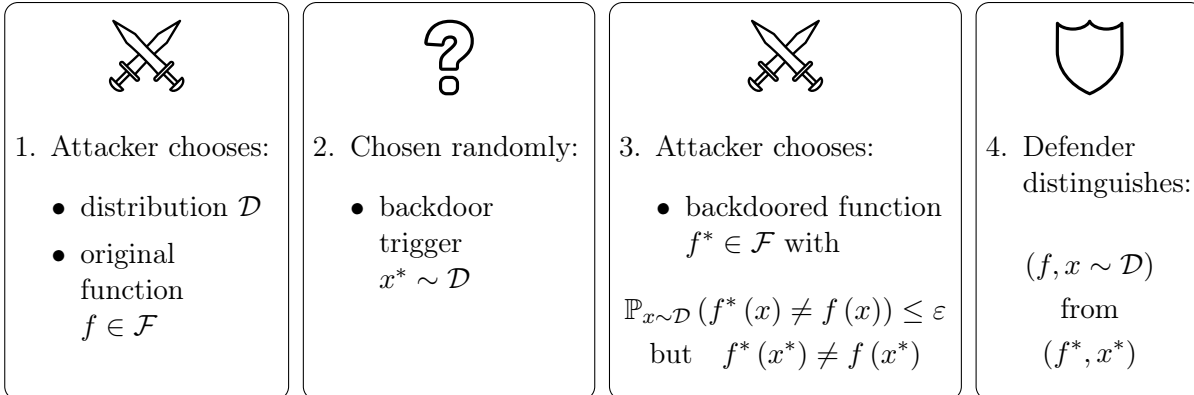 1. Attacker chooses:
• distribution 𝒟
• original
function
f ∈ ℱ
2. Chosen randomly:
• backdoor
trigger
x* ∼ 𝒟
3. Attacker chooses:
• backdoored function
f* ∈ ℱ with
ℙ_{x∼𝒟} (f* (x) ≠ f (x)) ≤ ε
but f* (x*) ≠ f (x*)
4. Defender
distinguishes:
(f, x ∼ 𝒟)
from
(f*, x*)